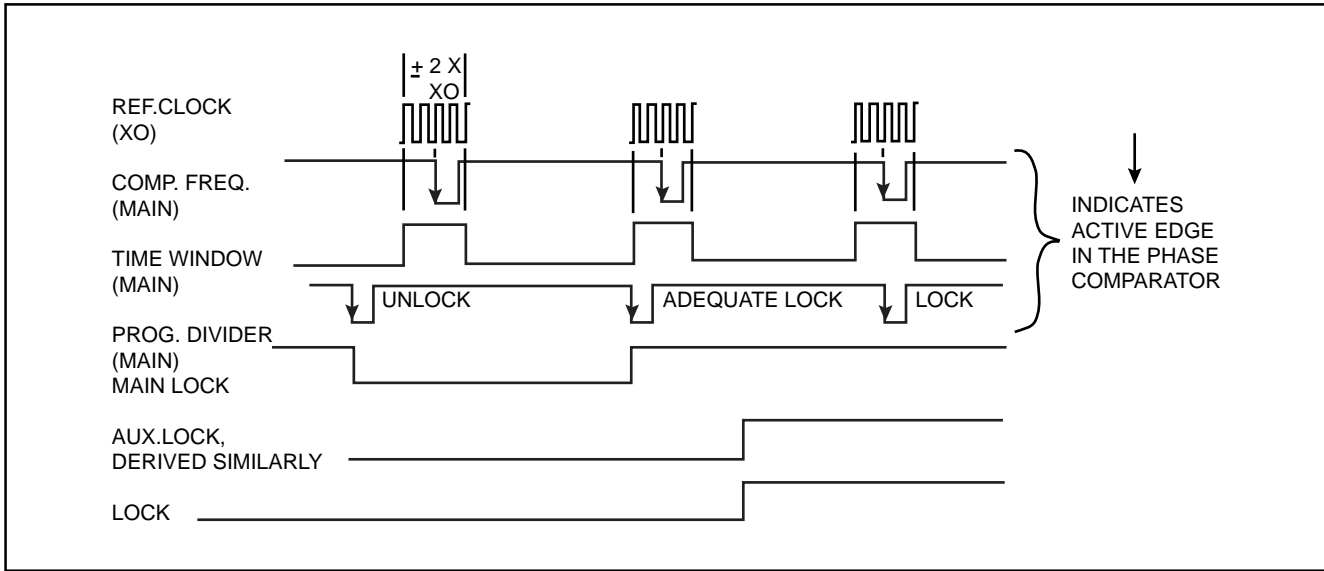 ± 2 X
XO
REF.CLOCK
(XO)
COMP. FREQ.
(MAIN)
INDICATES
ACTIVE EDGE
IN THE PHASE
COMPARATOR
TIME WINDOW
(MAIN)
UNLOCK
ADEQUATE LOCK
LOCK
PROG. DIVIDER
(MAIN)
MAIN LOCK
AUX.LOCK,
DERIVED SIMILARLY
LOCK